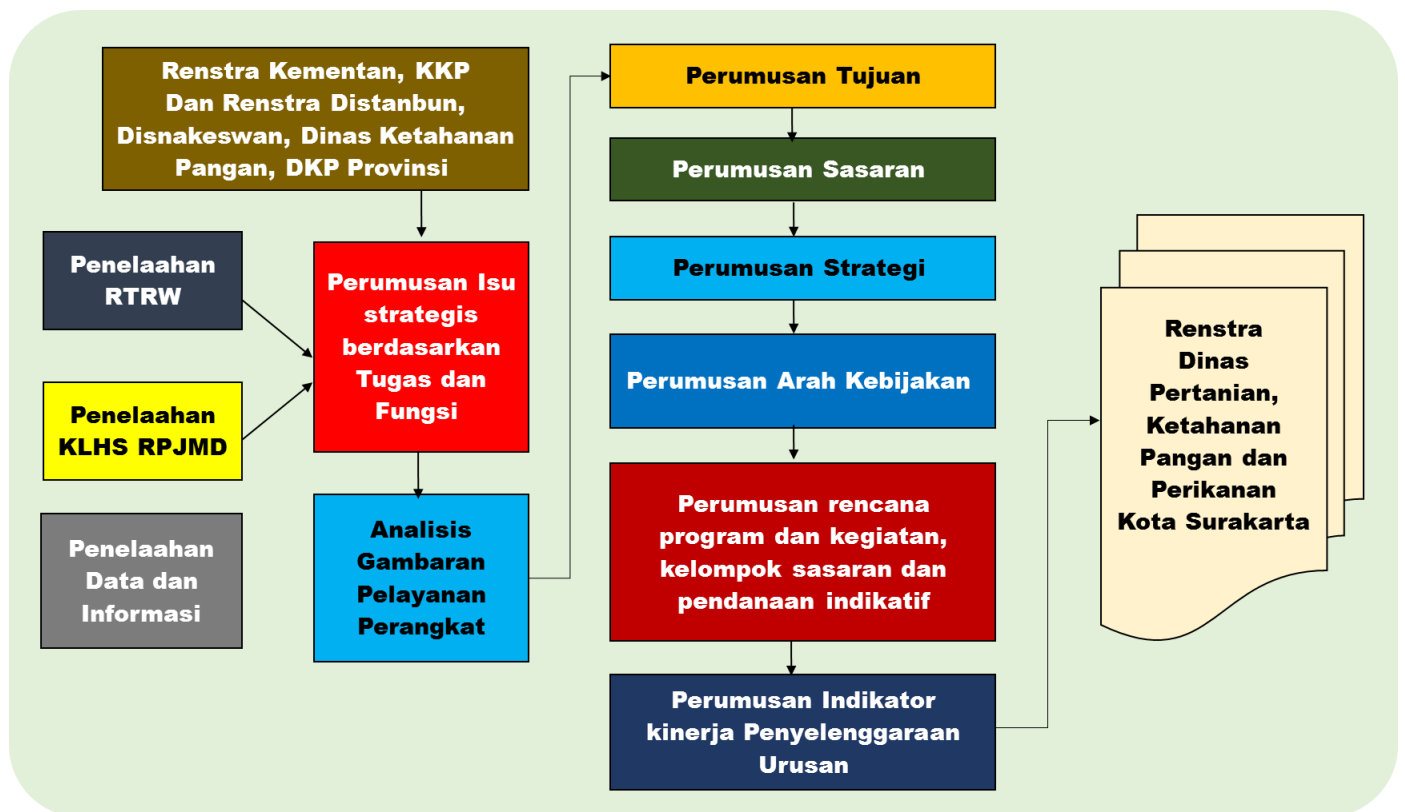 Renstra Kementan, KKP
Dan Renstra Distanbun,
Disnakeswan, Dinas Ketahanan
Pangan, DKP Provinsi
Penelaahan
RTRW
Penelaahan
KLHS RPJMD
Penelaahan
Data dan
Informasi
Perumusan Isu
strategis
berdasarkan
Tugas dan
Fungsi
Analisis
Gambaran
Pelayanan
Perangkat
Perumusan Tujuan
Perumusan Sasaran
Perumusan Strategi
Perumusan Arah Kebijakan
Perumusan rencana
program dan kegiatan,
kelompok sasaran dan
pendanaan indikatif
Perumusan Indikator
kinerja Penyelenggaraan
Urusan
Renstra
Dinas
Pertanian,
Ketahanan
Pangan dan
Perikanan
Kota Surakarta